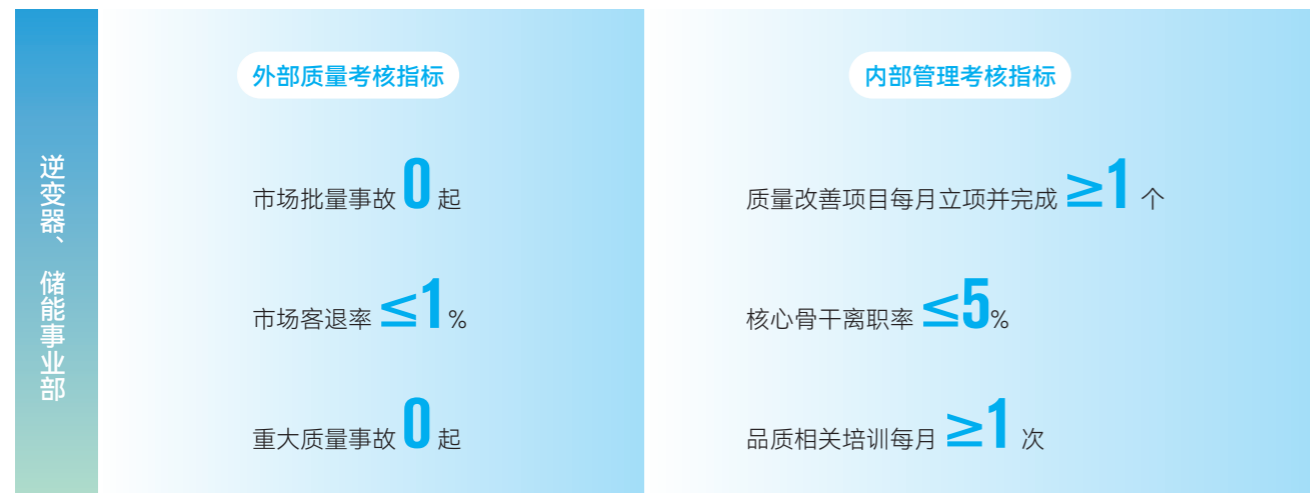 逆变器、储能事业部
外部质量考核指标
市场批量事故 0 起
市场客退率 ≤1%
重大质量事故 0 起
内部管理考核指标
质量改善项目每月立项并完成 ≥1 个
核心骨干离职率 ≤5%
品质相关培训每月 ≥1 次